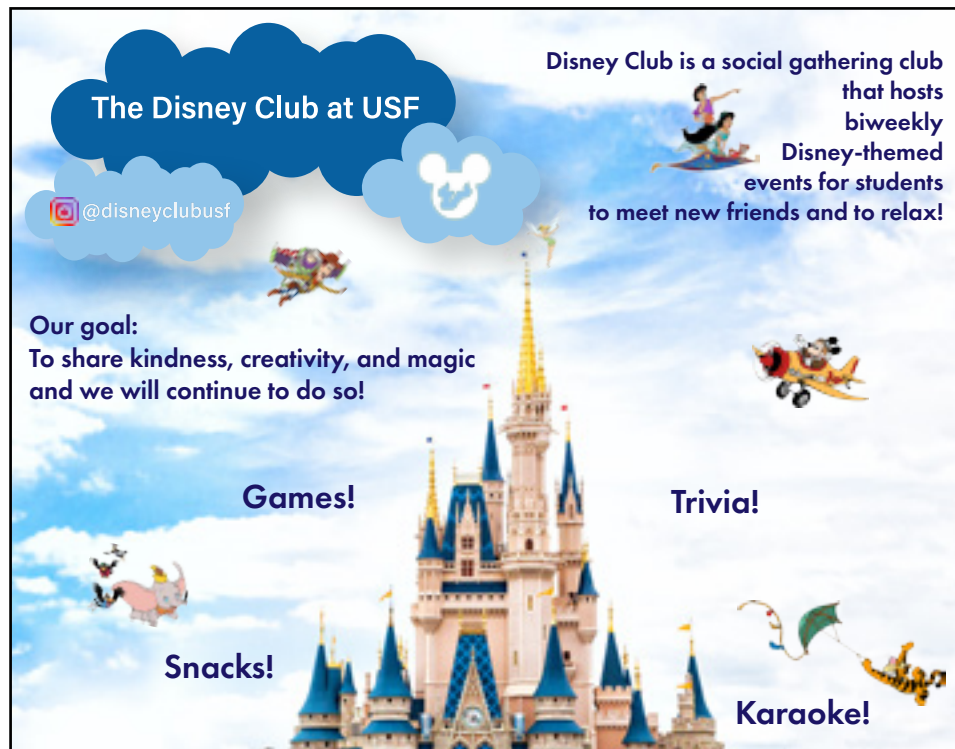 The Disney Club at USF
@disneyclubusf
Disney Club is a social gathering club
that hosts
biweekly
Disney-themed
events for students
to meet new friends and to relax!
Our goal:
To share kindness, creativity, and magic
and we will continue to do so!
Games!
Trivia!
Snacks!
Karaoke!